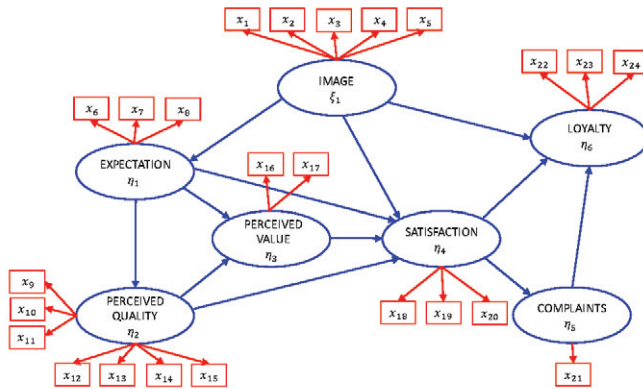 x₁ x₂ x₃ x₄ x₅
IMAGE
ξ₁
x₂₂ x₂₃ x₂₄
LOYALTY
η₆
x₆ x₇ x₈
EXPECTATION
η₁
x₁₆ x₁₇
PERCEIVED
VALUE
η₃
SATISFACTION
η₄
x₉
x₁₀
x₁₁
PERCEIVED
QUALITY
η₂
x₁₈ x₁₉ x₂₀
COMPLAINTS
η₅
x₁₂ x₁₃ x₁₄ x₁₅
x₂₁